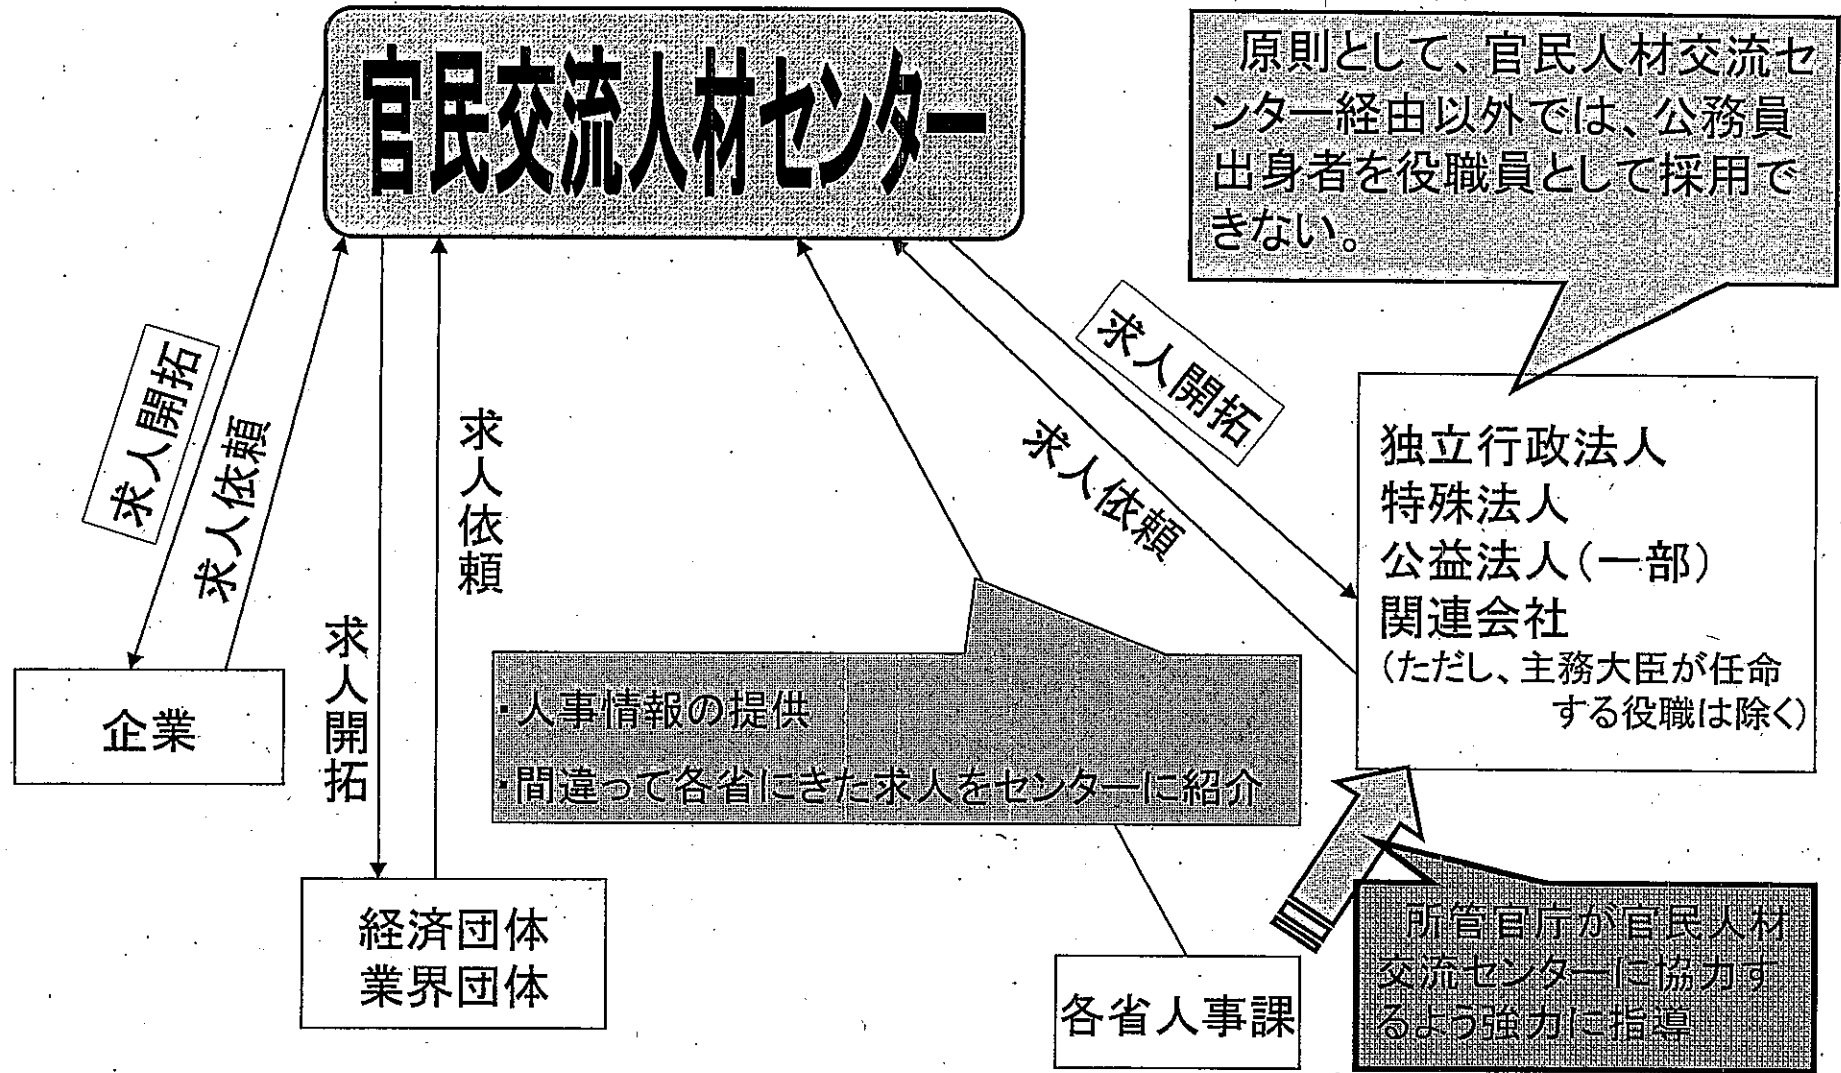 官民交流人材センター
原則として、官民人材交流セ
ンター経由以外では、公務員
出身者を役職員として採用で
きない。
求人開拓
求人依頼
求人開拓
求人依頼
求人開拓
求人依頼
独立行政法人
特殊法人
公益法人(一部)
関連会社
(ただし、主務大臣が任命
する役職は除く)
企業
・人事情報の提供
・間違って各省にきた求人をセンターに紹介
経済団体
業界団体
各省人事課
所管官庁が官民人材
交流センターに協力す
るよう強力に指導